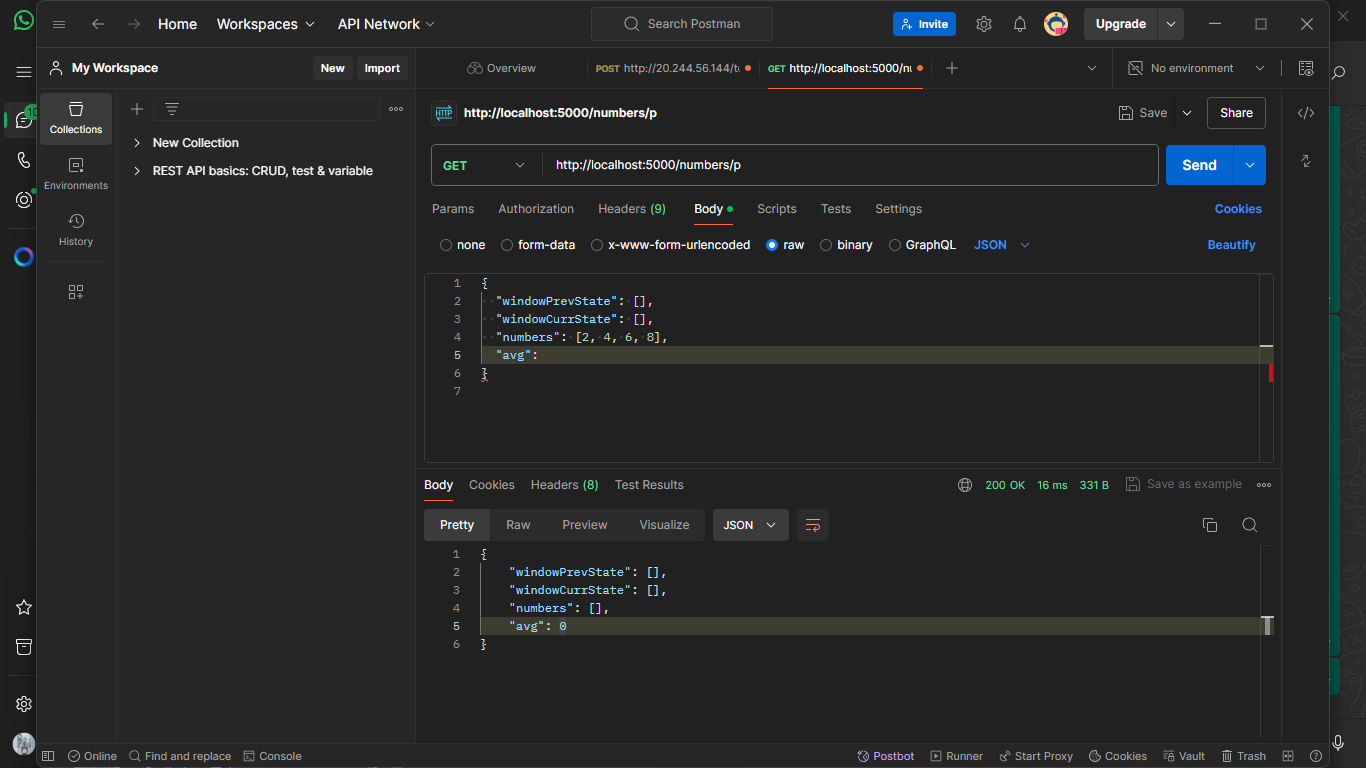 Home Workspaces API Network Search Postman Invite Upgrade
My Workspace New Import Overview POST http://20.244.56.144/t GET http://localhost:5000/nu No environment
Collections
Environments
History
New Collection
REST API basics: CRUD, test & variable
HTTP http://localhost:5000/numbers/p Save Share
GET http://localhost:5000/numbers/p Send
Params Authorization Headers (9) Body Scripts Tests Settings Cookies
none form-data x-www-form-urlencoded raw binary GraphQL JSON Beautify
1 {
2 "windowPrevState": [],
3 "windowCurrState": [],
4 "numbers": [2, 4, 6, 8],
5 "avg":
6 }
7
Body Cookies Headers (8) Test Results 200 OK 16 ms 331 B Save as example
Pretty Raw Preview Visualize JSON
1 {
2 "windowPrevState": [],
3 "windowCurrState": [],
4 "numbers": [],
5 "avg": 0
6 }
Online Find and replace Console Postbot Runner Start Proxy Cookies Vault Trash